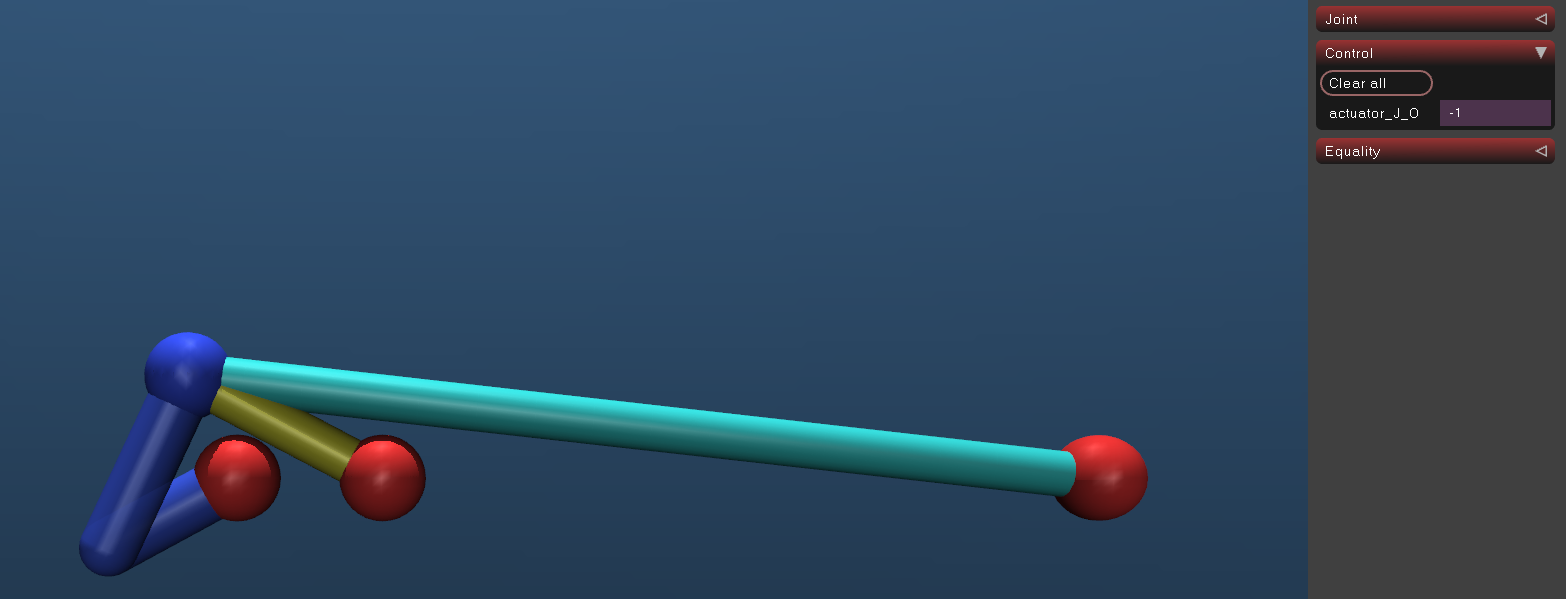 Joint
Control
Clear all
actuator_J_O -1
Equality